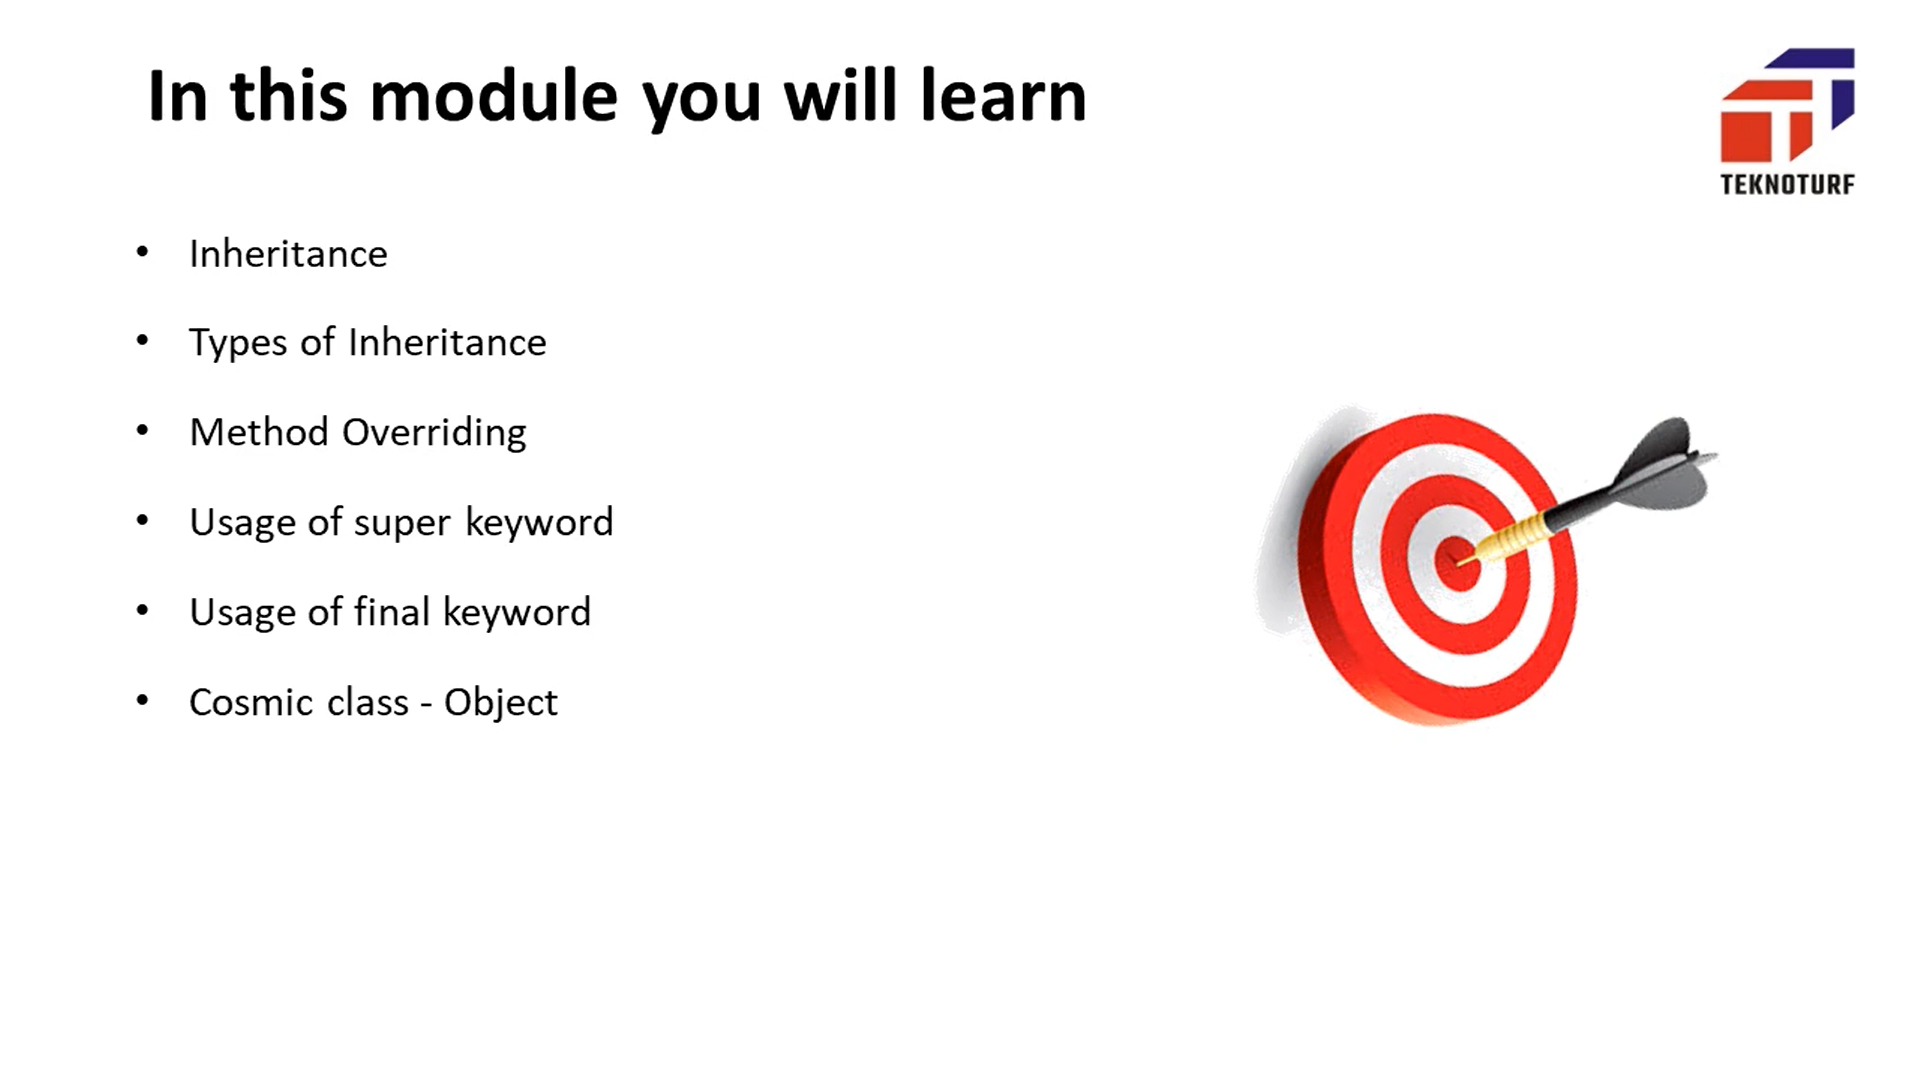 In this module you will learn
TEKNOTURF
• Inheritance
• Types of Inheritance
• Method Overriding
• Usage of super keyword
• Usage of final keyword
• Cosmic class - Object